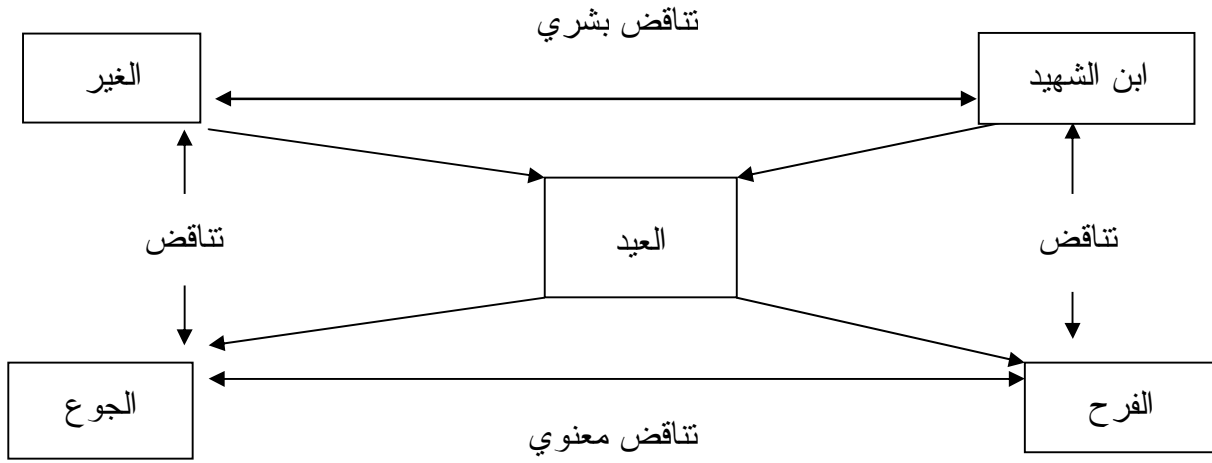 تناقض بشري
ابن الشهيد
الغير
العيد
تناقض
تناقض
الفرح
الجوع
تناقض معنوي